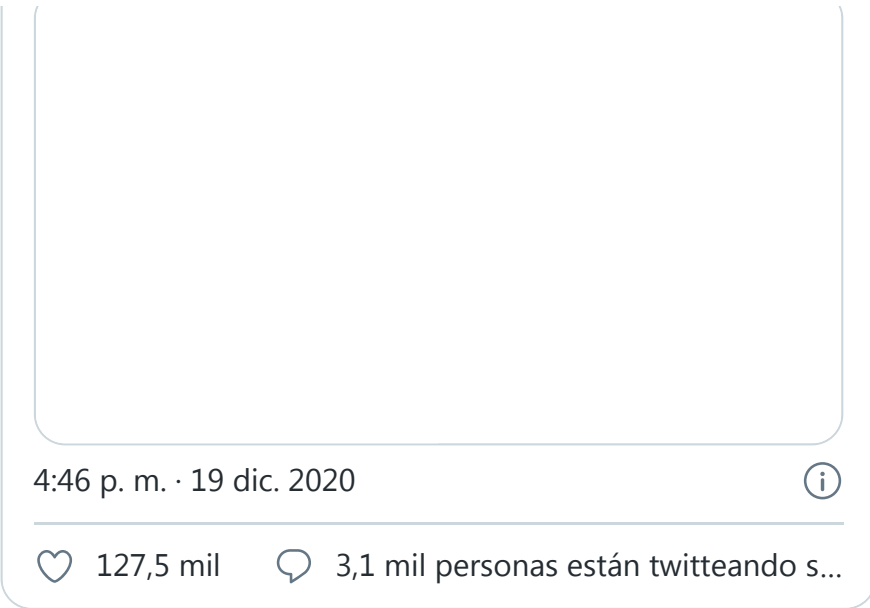 4:46 p. m. · 19 dic. 2020
127,5 mil 3,1 mil personas están twitteando s...